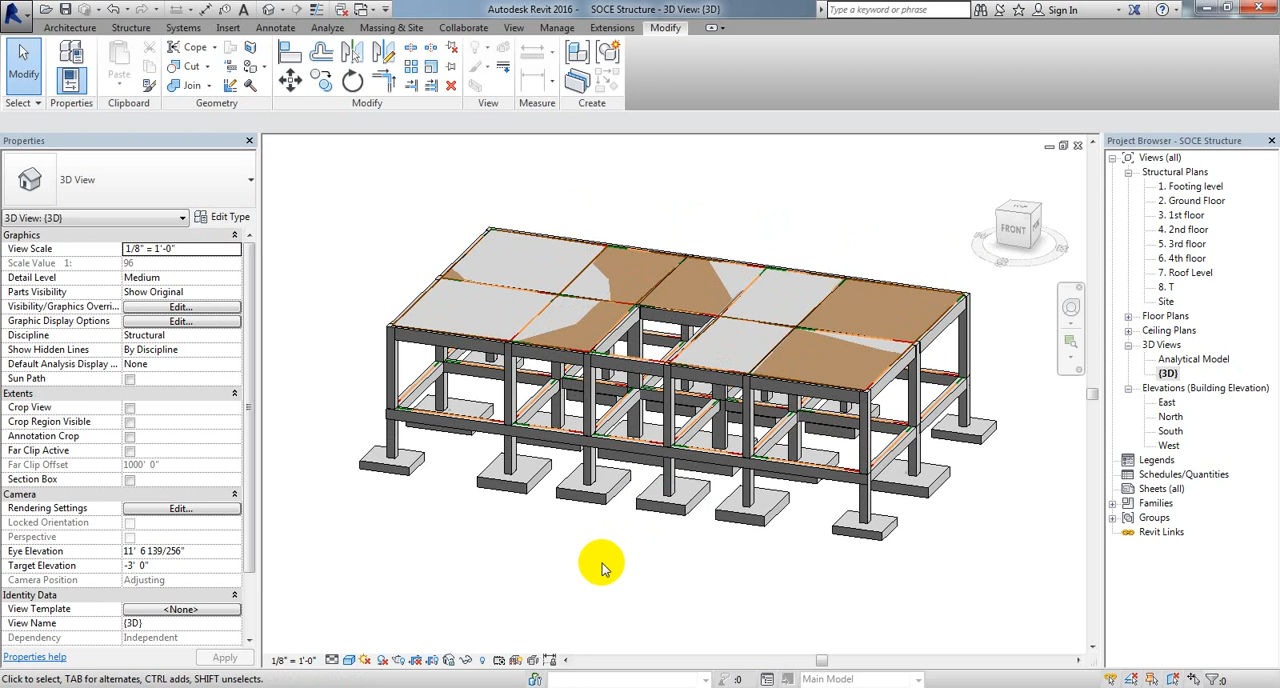 Autodesk Revit 2016 - SOCE Structure - 3D View: {3D}
Type a keyword or phrase
Sign In
Architecture Structure Systems Insert Annotate Analyze Massing & Site Collaborate View Manage Extensions Modify
Modify
Properties
Paste
Cope
Cut
Join
Select Properties Clipboard Geometry Modify View Measure Create
Properties
3D View
3D View: {3D} Edit Type
Graphics
View Scale 1/8" = 1'-0"
Scale Value 1: 96
Detail Level Medium
Parts Visibility Show Original
Visibility/Graphics Overri... Edit...
Graphic Display Options Edit...
Discipline Structural
Show Hidden Lines By Discipline
Default Analysis Display ... None
Sun Path
Extents
Crop View
Crop Region Visible
Annotation Crop
Far Clip Active
Far Clip Offset 1000' 0"
Section Box
Camera
Rendering Settings Edit...
Locked Orientation
Perspective
Eye Elevation 11' 6 139/256"
Target Elevation -3' 0"
Camera Position Adjusting
Identity Data
View Template <None>
View Name {3D}
Dependency Independent
Properties help Apply
FRONT
Project Browser - SOCE Structure
Views (all)
Structural Plans
1. Footing level
2. Ground Floor
3. 1st floor
4. 2nd floor
5. 3rd floor
6. 4th floor
7. Roof Level
8. T
Site
Floor Plans
Ceiling Plans
3D Views
Analytical Model
{3D}
Elevations (Building Elevation)
East
North
South
West
Legends
Schedules/Quantities
Sheets (all)
Families
Groups
Revit Links
1/8" = 1'-0"
Click to select, TAB for alternates, CTRL adds, SHIFT unselects.
:0
Main Model
:0